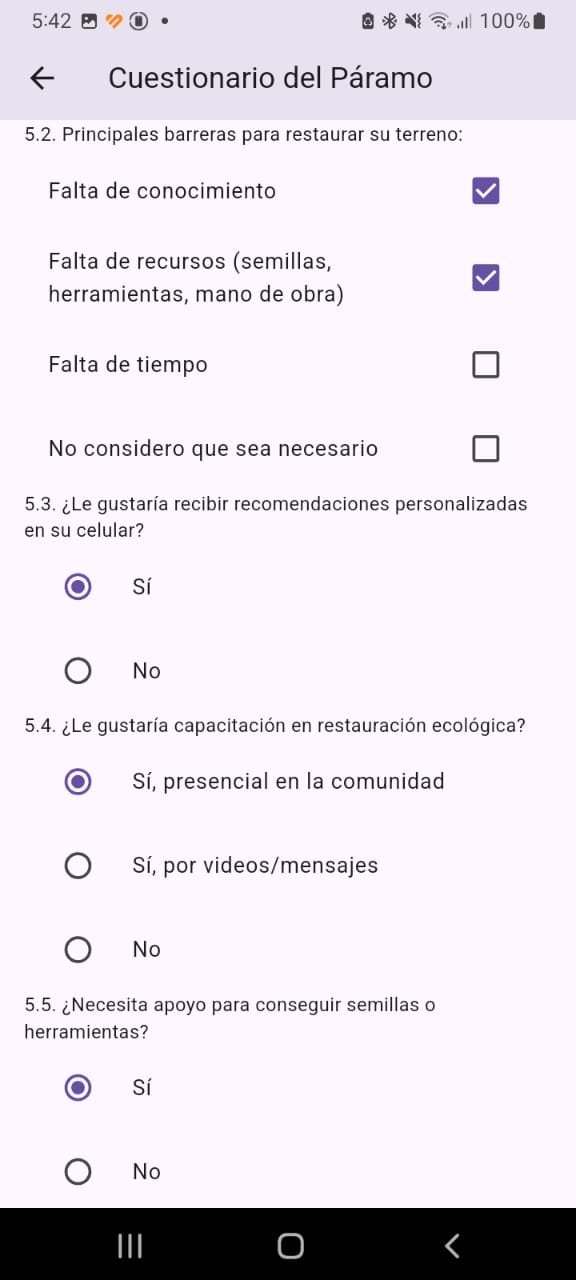 5:42
100%
Cuestionario del Páramo
5.2. Principales barreras para restaurar su terreno:
Falta de conocimiento
Falta de recursos (semillas,
herramientas, mano de obra)
Falta de tiempo
No considero que sea necesario
5.3. ¿Le gustaría recibir recomendaciones personalizadas
en su celular?
Sí
No
5.4. ¿Le gustaría capacitación en restauración ecológica?
Sí, presencial en la comunidad
Sí, por videos/mensajes
No
5.5. ¿Necesita apoyo para conseguir semillas o
herramientas?
Sí
No